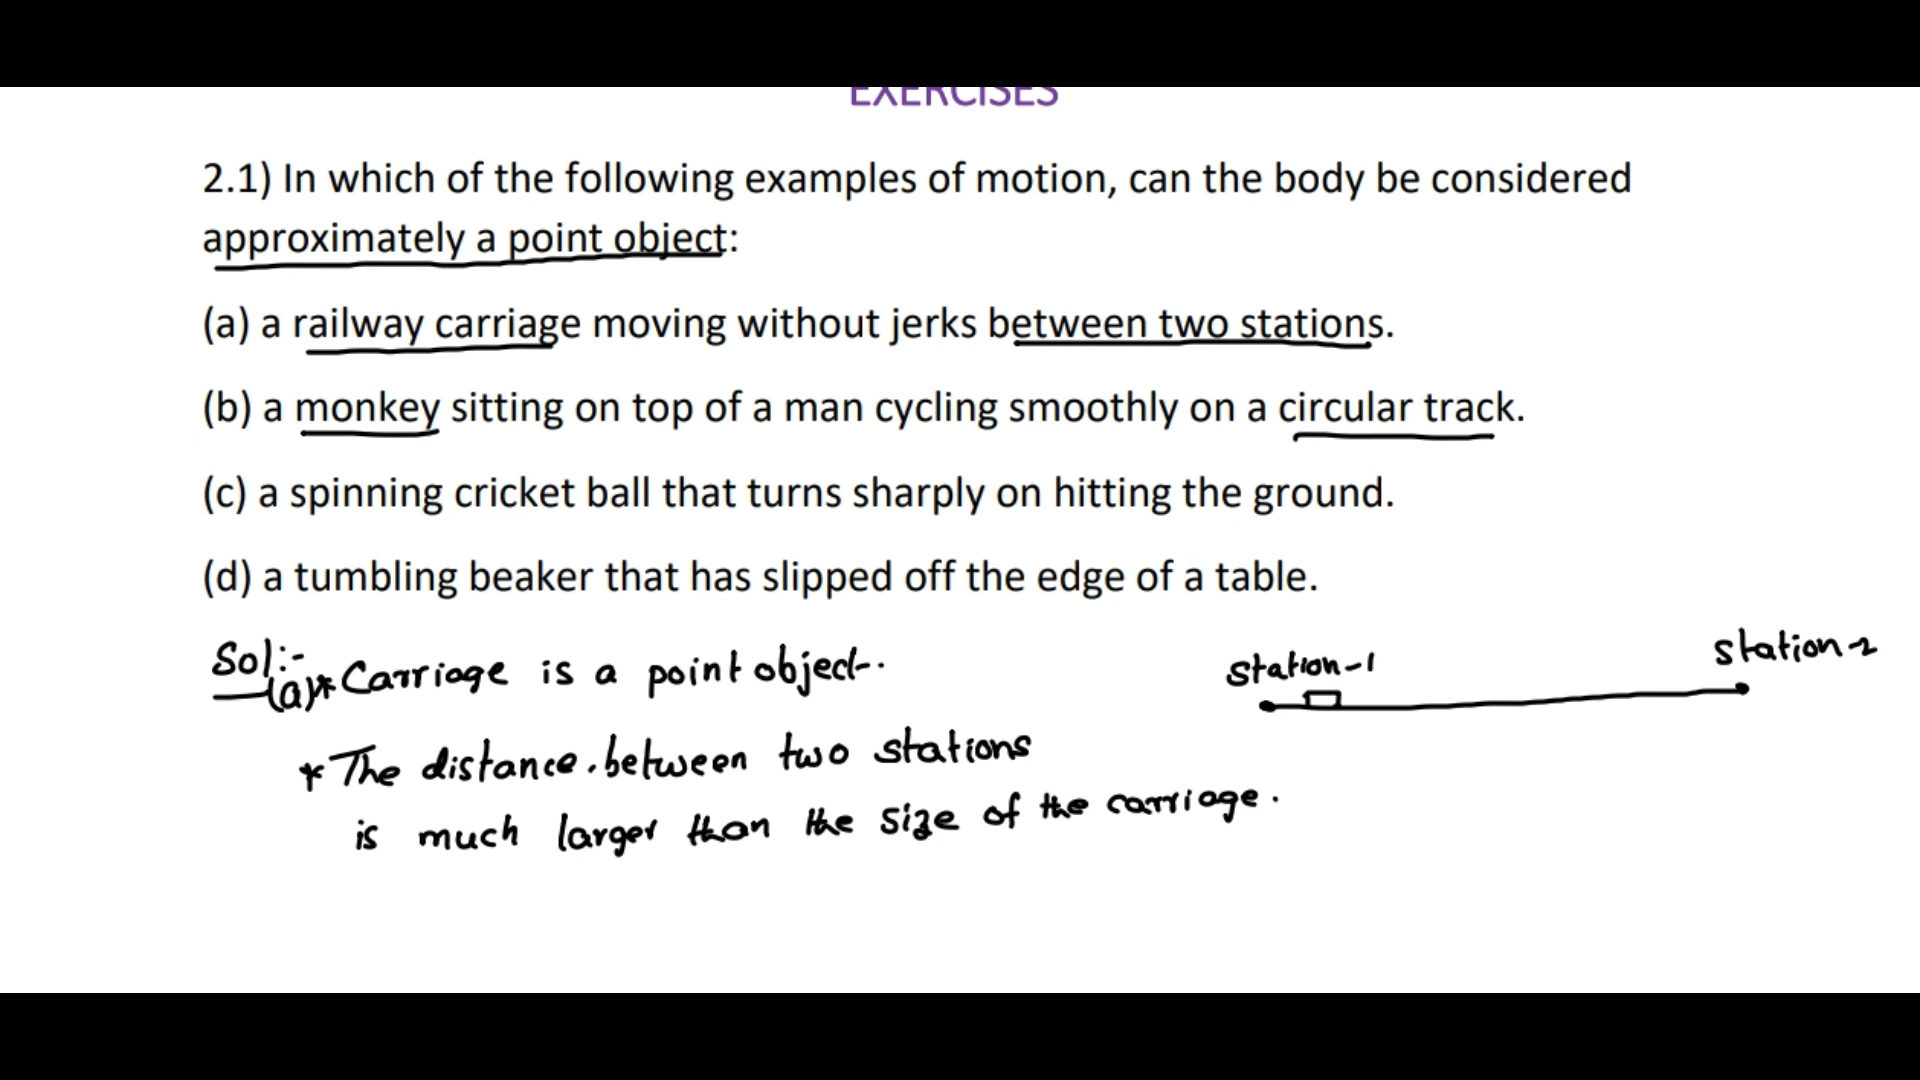 EXERCISES
2.1) In which of the following examples of motion, can the body be considered
approximately a point object:
(a) a railway carriage moving without jerks between two stations.
(b) a monkey sitting on top of a man cycling smoothly on a circular track.
(c) a spinning cricket ball that turns sharply on hitting the ground.
(d) a tumbling beaker that has slipped off the edge of a table.
Sol:-
(a)* Carriage is a point object.
Station-1
Station-2
* The distance between two stations
is much larger than the size of the carriage.